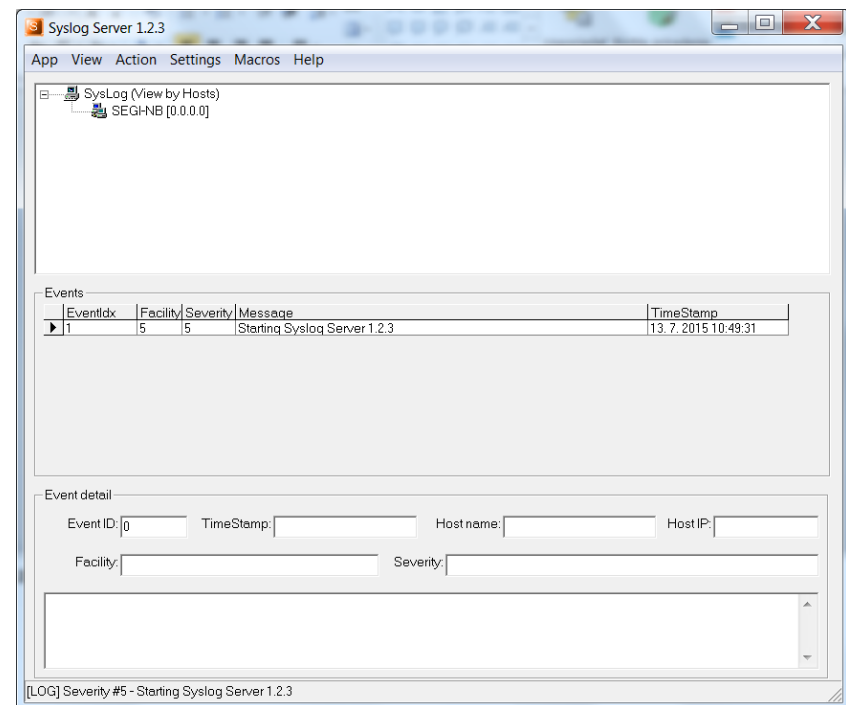 Syslog Server 1.2.3
App View Action Settings Macros Help
SysLog (View by Hosts)
SEGI-NB [0.0.0.0]
Events
EventIdx Facility Severity Message TimeStamp
1 5 5 Starting Syslog Server 1.2.3 13. 7. 2015 10:49:31
Event detail
Event ID: 0 TimeStamp: Host name: Host IP:
Facility: Severity:
[LOG] Severity #5 - Starting Syslog Server 1.2.3